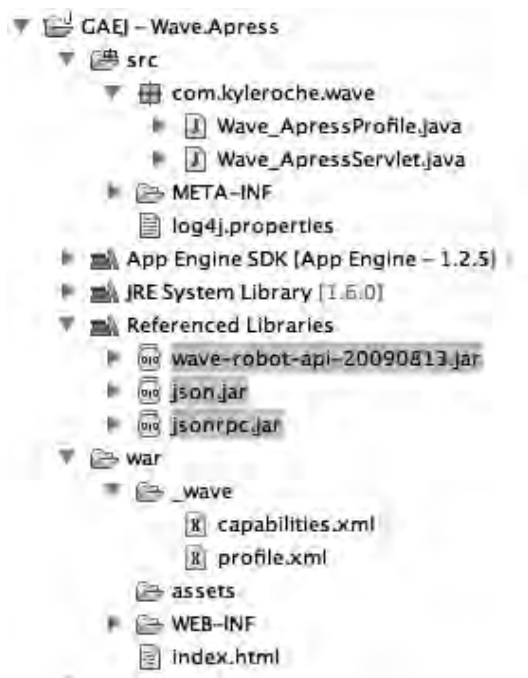 GAEJ – Wave.Apress
src
com.kyleroche.wave
Wave_ApressProfile.java
Wave_ApressServlet.java
META-INF
log4j.properties
App Engine SDK [App Engine – 1.2.5]
JRE System Library [1.6.0]
Referenced Libraries
wave-robot-api-20090813.jar
json.jar
jsonrpc.jar
war
_wave
capabilities.xml
profile.xml
assets
WEB-INF
index.html